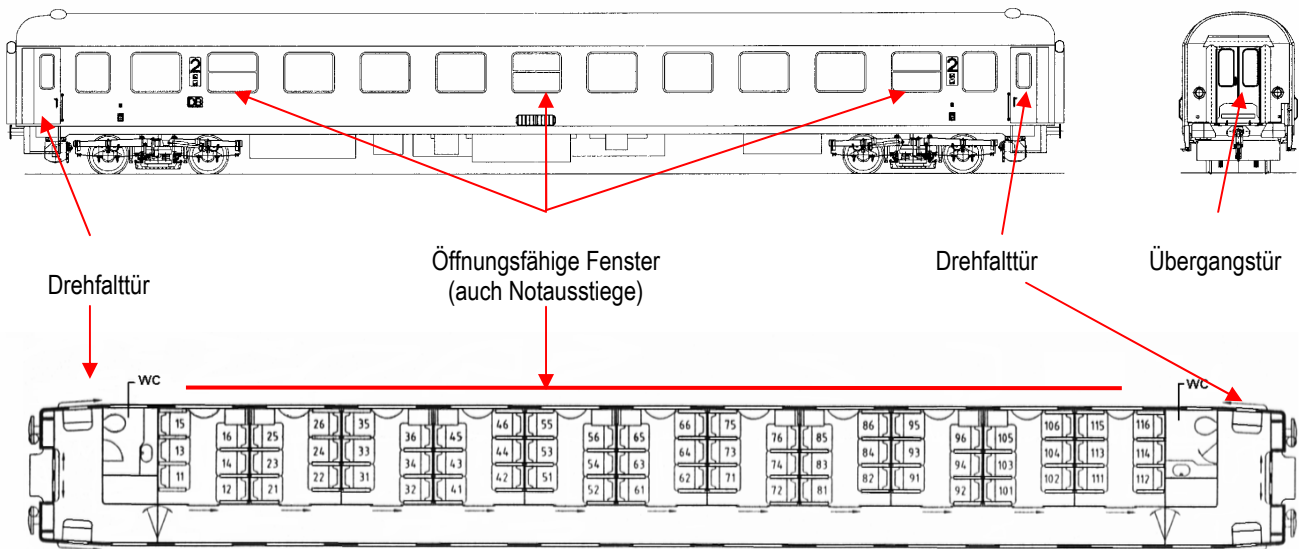 2
2
DB
Drehfalttür
Öffnungsfähige Fenster
(auch Notausstiege)
Drehfalttür
Übergangstür
WC
WC
15 26 35 46 55 66 75 86 95 106 115 116
16 25 36 45 56 65 76 85 96 105
13 24 33 44 53 64 73 84 93 104 113 114
14 23 34 43 54 63 74 83 94 103
11 22 31 42 51 62 71 82 91 102 111 112
12 21 32 41 52 61 72 81 92 101